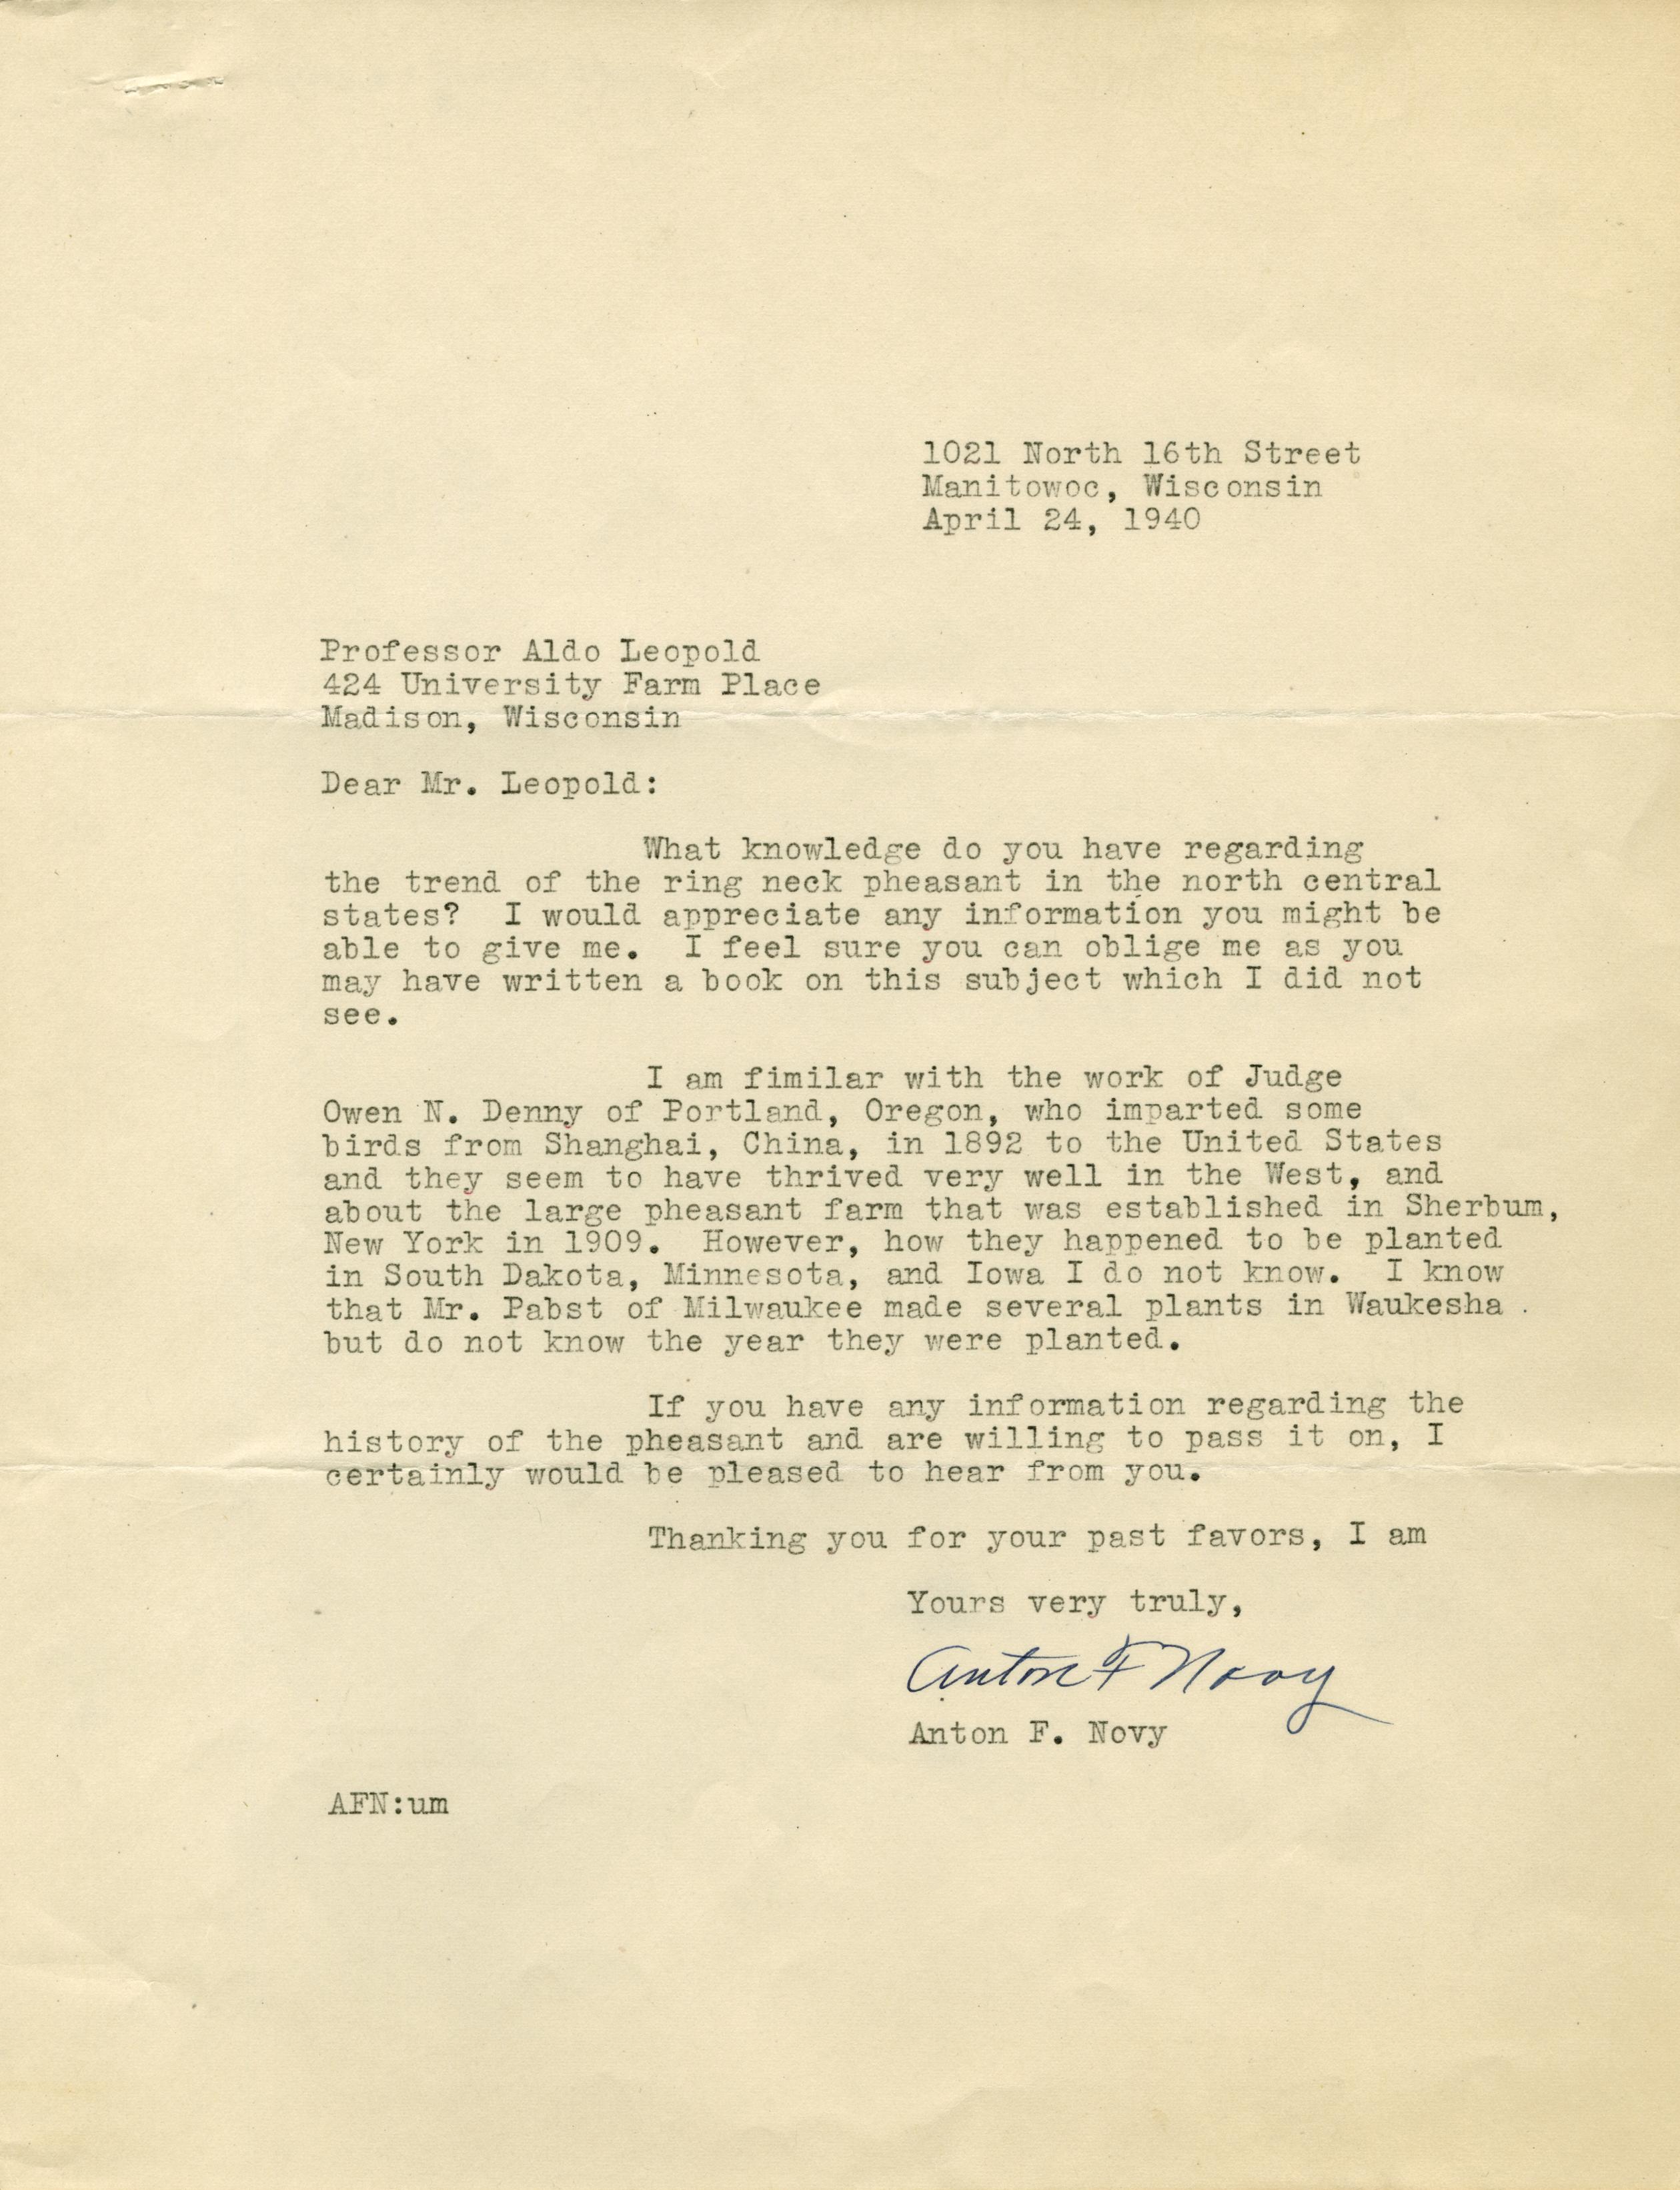 1021 North 16th Street
Manitowoc, Wisconsin
April 24, 1940
Professor Aldo Leopold
424 University Farm Place
Madison, Wisconsin
Dear Mr. Leopold:
What knowledge do you have regarding
the trend of the ring neck pheasant in the north central
states? I would appreciate any information you might be
able to give me. I feel sure you can oblige me as you
may have written a book on this subject which I did not
see.
I am fimilar with the work of Judge
Owen N. Denny of Portland, Oregon, who imparted some
birds from Shanghai, China, in 1892 to the United States
and they seem to have thrived very well in the West, and
about the large pheasant farm that was established in Sherbum,
New York in 1909. However, how they happened to be planted
in South Dakota, Minnesota, and Iowa I do not know. I know
that Mr. Pabst of Milwaukee made several plants in Waukesha .
but do not know the year they were planted.
If you have any information regarding the
history of the pheasant and are willing to pass it on, I
certainly would be pleased to hear from you.
Thanking you for your past favors, I am
Yours very truly,
Anton F Novy
Anton F. Novy
AFN:um